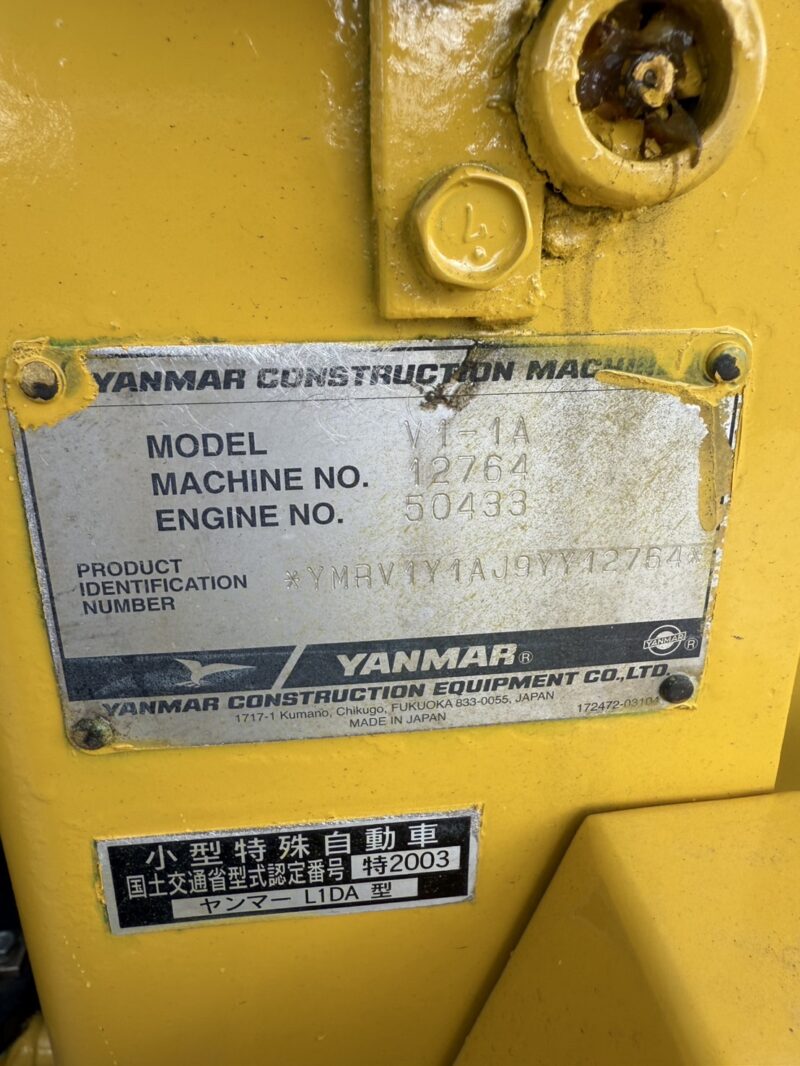 YANMAR CONSTRUCTION
MODEL V1-1A
MACHINE NO. 12764
ENGINE NO. 50433
PRODUCT
IDENTIFICATION
NUMBER
*YMRV1Y1AJ9YY12764*
YANMAR®
YANMAR ®
YANMAR CONSTRUCTION EQUIPMENT CO.,LTD.
1717-1 Kumano, Chikugo, FUKUOKA 833-0055, JAPAN
MADE IN JAPAN
小型特殊自動車
国土交通省型式認定番号 特2003
ヤンマー L1DA 型